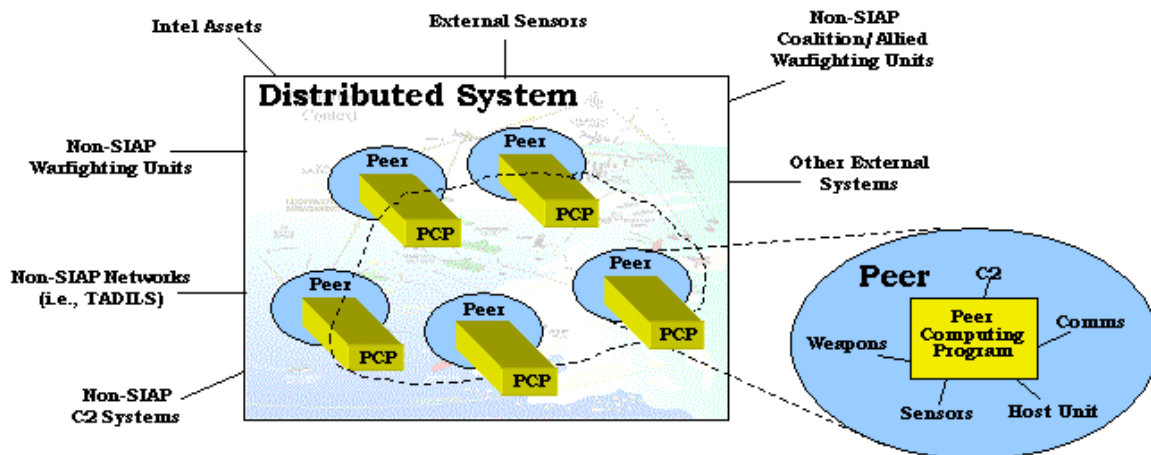 Intel Assets
External Sensors
Non-SIAP
Coalition/Allied
Warfighting Units
Distributed System
Context
Non-SIAP
Warfighting Units
Peer
Peer
Other External
Systems
PCP
PCP
Non-SIAP Networks
(i.e., TADILS)
Peer
Peer
Peer
PCP
PCP
PCP
Non-SIAP
C2 Systems
Peer
C2
Peer
Computing
Program
Comms
Weapons
Sensors
Host Unit